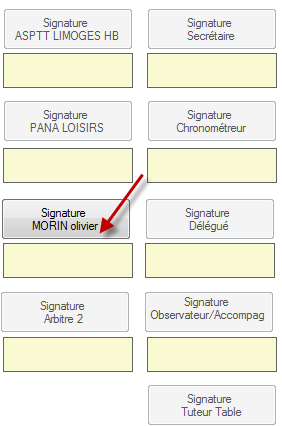 Signature
ASPTT LIMOGES HB
Signature
Secrétaire
Signature
PANA LOISIRS
Signature
Chronométreur
Signature
MORIN olivier
Signature
Délégué
Signature
Arbitre 2
Signature
Observateur/Accompag
Signature
Tuteur Table